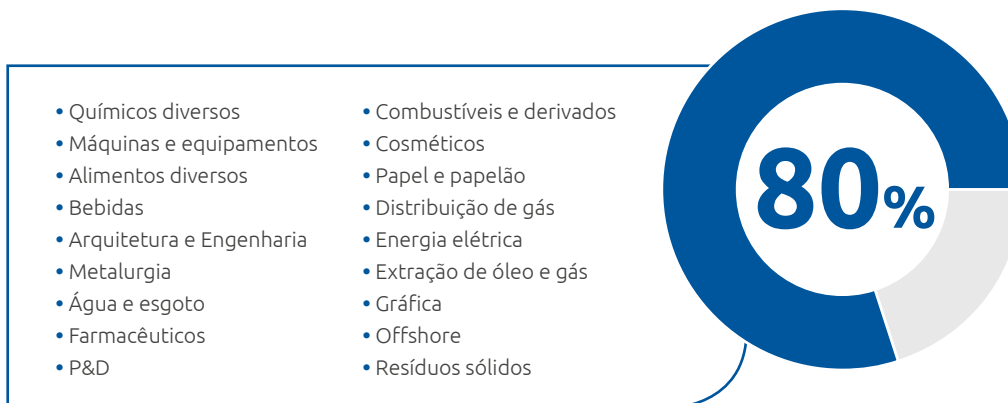 • Químicos diversos
• Máquinas e equipamentos
• Alimentos diversos
• Bebidas
• Arquitetura e Engenharia
• Metalurgia
• Água e esgoto
• Farmacêuticos
• P&D
• Combustíveis e derivados
• Cosméticos
• Papel e papelão
• Distribuição de gás
• Energia elétrica
• Extração de óleo e gás
• Gráfica
• Offshore
• Resíduos sólidos
80%